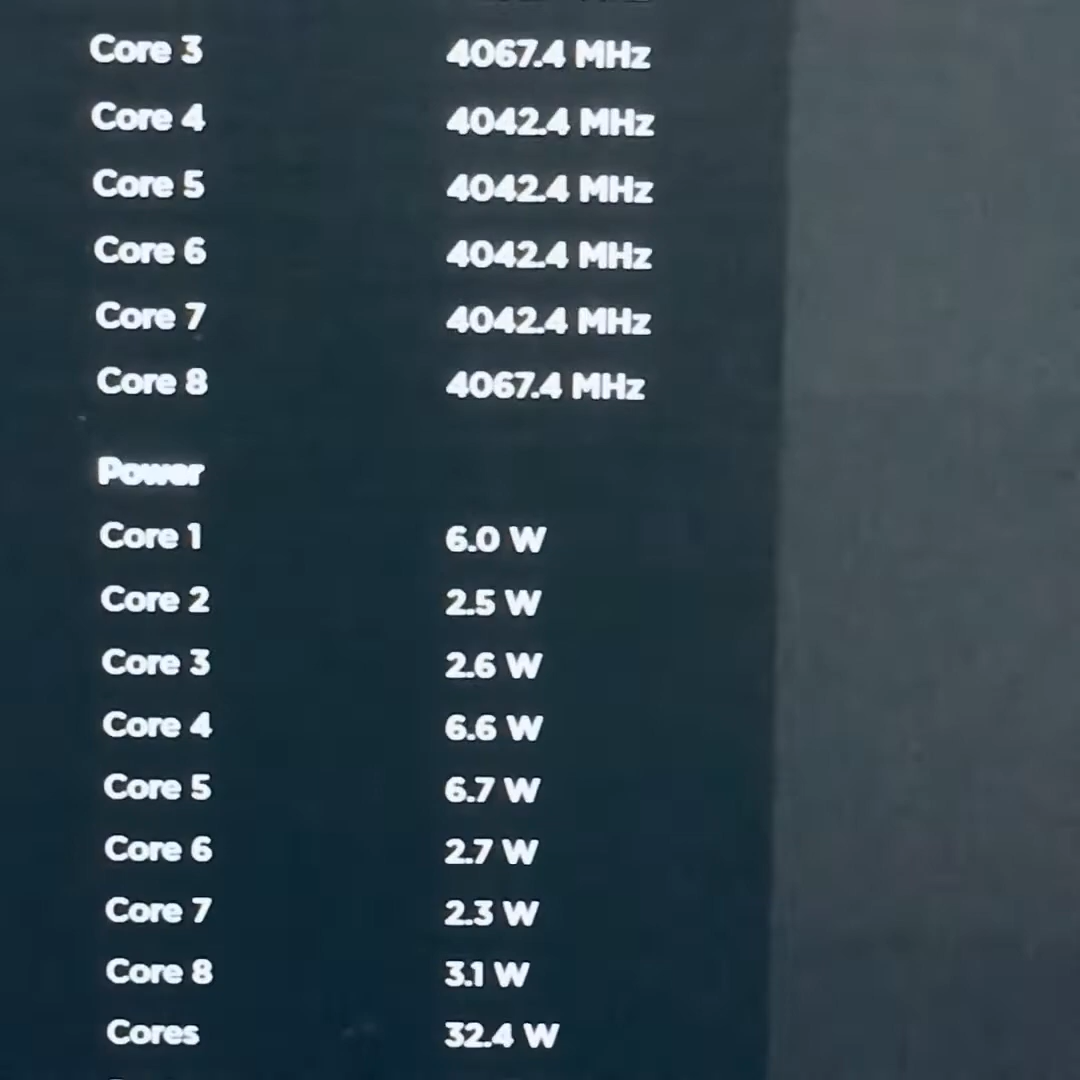 Core 3 4067.4 MHz
Core 4 4042.4 MHz
Core 5 4042.4 MHz
Core 6 4042.4 MHz
Core 7 4042.4 MHz
Core 8 4067.4 MHz
Power
Core 1 6.0 W
Core 2 2.5 W
Core 3 2.6 W
Core 4 6.6 W
Core 5 6.7 W
Core 6 2.7 W
Core 7 2.3 W
Core 8 3.1 W
Cores 32.4 W